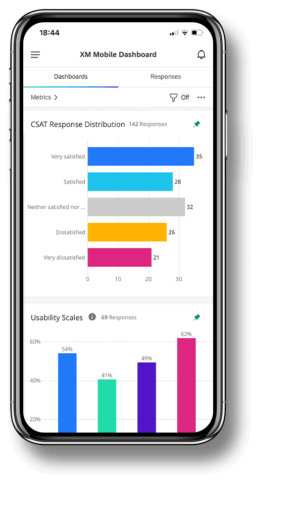 18:44
XM Mobile Dashboard
Dashboards Responses
Metrics > Off ...
CSAT Response Distribution 142 Responses
Very satisfied 35
Satisfied 28
Neither satisfied nor ... 32
Dissatisfied 26
Very dissatisfied 21
0 10 20 30
Usability Scales 69 Responses
60% 54% 41% 49% 62%
40%
20%